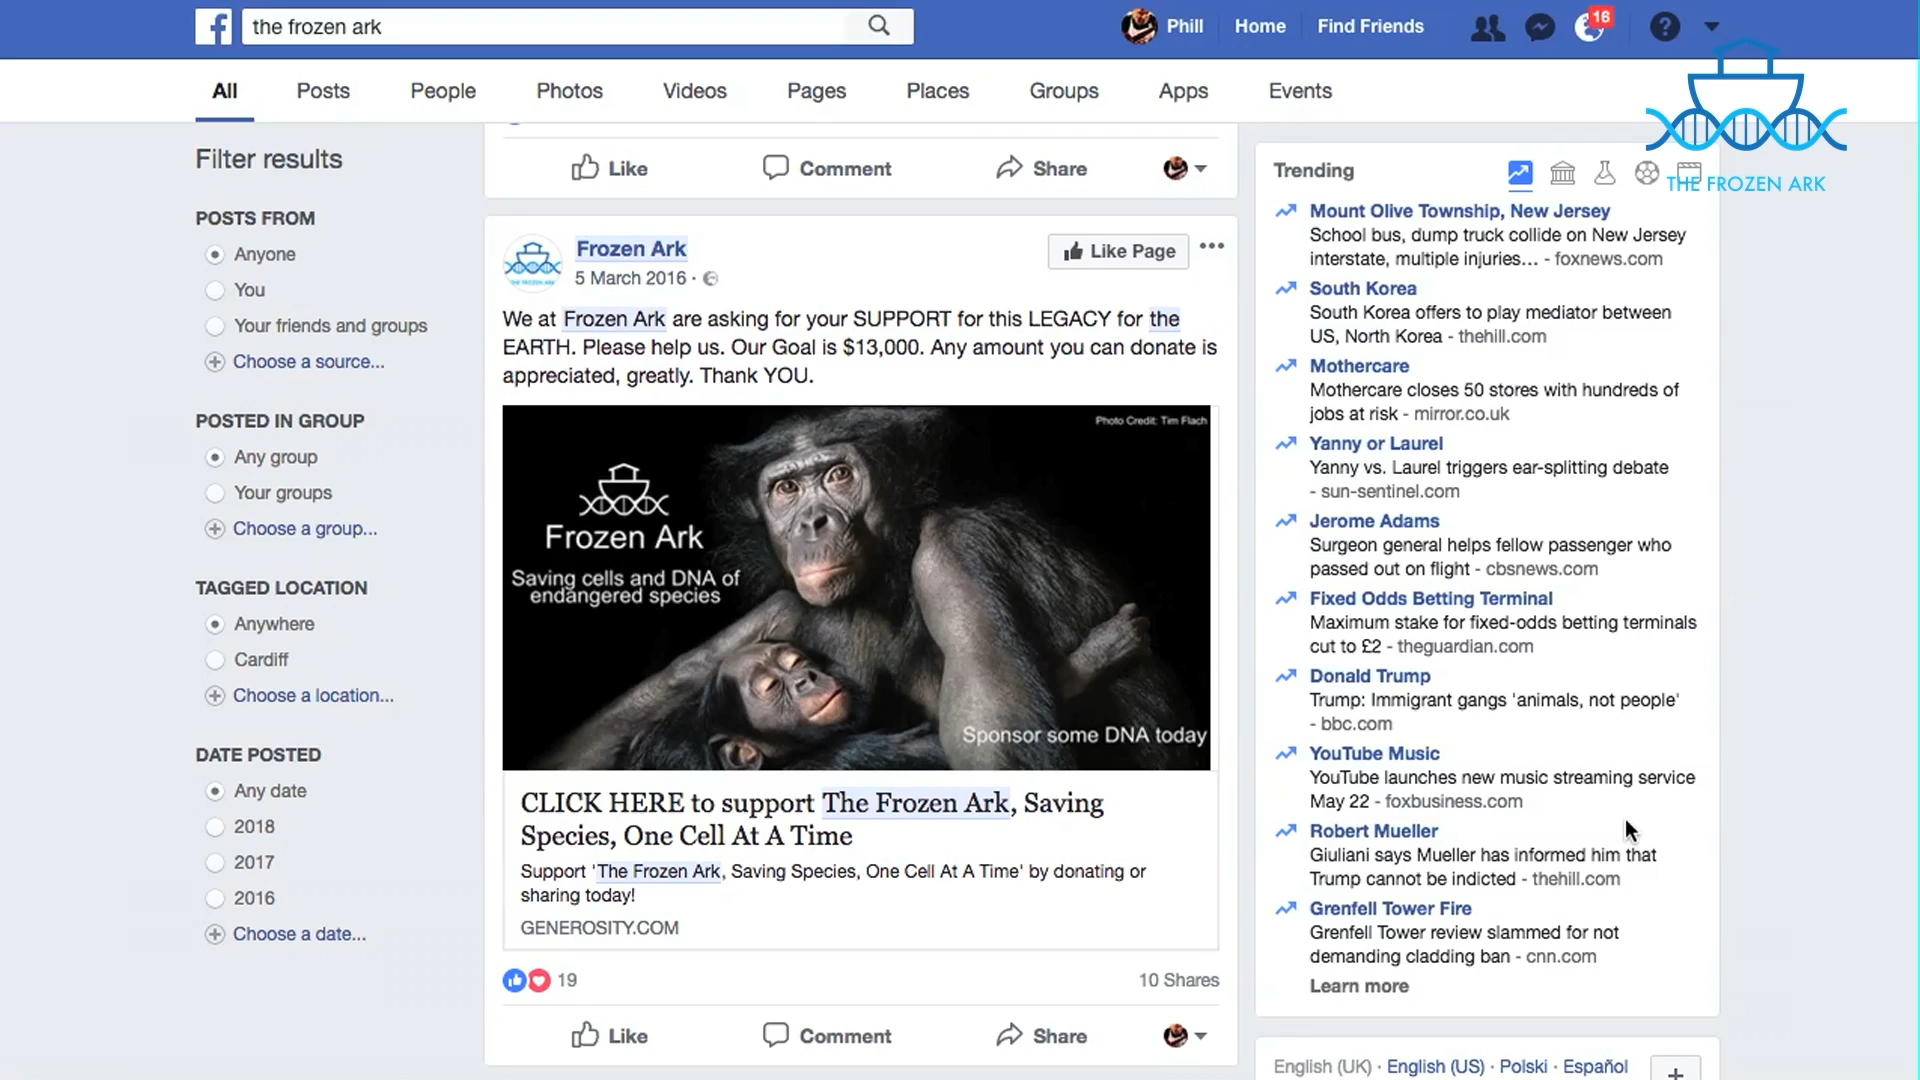 the frozen ark
Phill
Home
Find Friends
16
All
Posts
People
Photos
Videos
Pages
Places
Groups
Apps
Events
THE FROZEN ARK
Filter results
POSTS FROM
Anyone
You
Your friends and groups
Choose a source...
POSTED IN GROUP
Any group
Your groups
Choose a group...
TAGGED LOCATION
Anywhere
Cardiff
Choose a location...
DATE POSTED
Any date
2018
2017
2016
Choose a date...
Like
Comment
Share
THE FROZEN ARK
Frozen Ark
5 March 2016 ·
Like Page
We at Frozen Ark are asking for your SUPPORT for this LEGACY for the
EARTH. Please help us. Our Goal is $13,000. Any amount you can donate is
appreciated, greatly. Thank YOU.
Photo Credit: Tim Flach
Frozen Ark
Saving cells and DNA of
endangered species
Sponsor some DNA today
CLICK HERE to support The Frozen Ark, Saving
Species, One Cell At A Time
Support 'The Frozen Ark, Saving Species, One Cell At A Time' by donating or
sharing today!
GENEROSITY.COM
19
10 Shares
Like
Comment
Share
Trending
Mount Olive Township, New Jersey
School bus, dump truck collide on New Jersey
interstate, multiple injuries... - foxnews.com
South Korea
South Korea offers to play mediator between
US, North Korea - thehill.com
Mothercare
Mothercare closes 50 stores with hundreds of
jobs at risk - mirror.co.uk
Yanny or Laurel
Yanny vs. Laurel triggers ear-splitting debate
- sun-sentinel.com
Jerome Adams
Surgeon general helps fellow passenger who
passed out on flight - cbsnews.com
Fixed Odds Betting Terminal
Maximum stake for fixed-odds betting terminals
cut to £2 - theguardian.com
Donald Trump
Trump: Immigrant gangs 'animals, not people'
- bbc.com
YouTube Music
YouTube launches new music streaming service
May 22 - foxbusiness.com
Robert Mueller
Giuliani says Mueller has informed him that
Trump cannot be indicted - thehill.com
Grenfell Tower Fire
Grenfell Tower review slammed for not
demanding cladding ban - cnn.com
Learn more
English (UK) · English (US) · Polski · Español